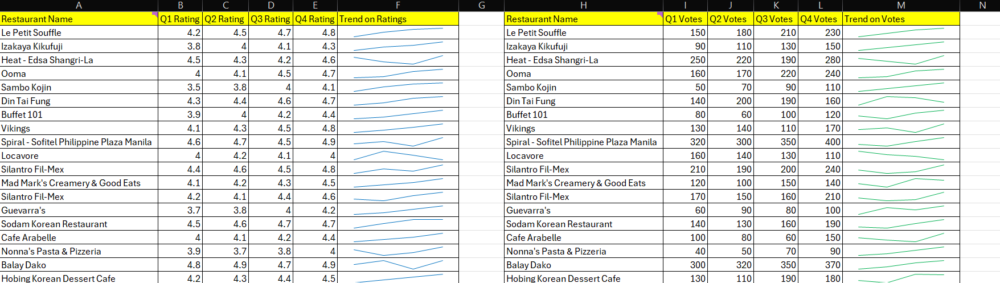 A B C D E F G H I J K L M N
Restaurant Name Q1 Rating Q2 Rating Q3 Rating Q4 Rating Trend on Ratings Restaurant Name Q1 Votes Q2 Votes Q3 Votes Q4 Votes Trend on Votes
Le Petit Souffle 4.2 4.5 4.7 4.8 Le Petit Souffle 150 180 210 230
Izakaya Kikufuji 3.8 4 4.1 4.3 Izakaya Kikufuji 90 110 130 150
Heat - Edsa Shangri-La 4.5 4.3 4.2 4.6 Heat - Edsa Shangri-La 250 220 190 280
Ooma 4 4.1 4.5 4.7 Ooma 160 170 220 240
Sambo Kojin 3.5 3.8 4 4.1 Sambo Kojin 50 70 90 110
Din Tai Fung 4.3 4.4 4.6 4.7 Din Tai Fung 140 200 190 160
Buffet 101 3.9 4 4.2 4.4 Buffet 101 80 60 100 120
Vikings 4.1 4.3 4.5 4.8 Vikings 130 140 110 170
Spiral - Sofitel Philippine Plaza Manila 4.6 4.7 4.5 4.9 Spiral - Sofitel Philippine Plaza Manila 320 300 350 400
Locavore 4 4.2 4.1 4 Locavore 160 140 130 110
Silantro Fil-Mex 4.4 4.6 4.5 4.8 Silantro Fil-Mex 210 190 200 240
Mad Mark's Creamery & Good Eats 4.1 4.2 4.3 4.5 Mad Mark's Creamery & Good Eats 120 100 150 140
Silantro Fil-Mex 4.2 4.1 4.4 4.6 Silantro Fil-Mex 170 150 160 210
Guevarra's 3.7 3.8 4 4.2 Guevarra's 60 90 80 100
Sodam Korean Restaurant 4.5 4.6 4.7 4.7 Sodam Korean Restaurant 140 130 160 190
Cafe Arabelle 4 4.1 4.2 4.4 Cafe Arabelle 100 80 60 150
Nonna's Pasta & Pizzeria 3.9 3.7 3.8 4 Nonna's Pasta & Pizzeria 40 50 70 90
Balay Dako 4.8 4.9 4.7 4.9 Balay Dako 300 320 350 370
Hobing Korean Dessert Cafe 4.2 4.3 4.4 4.5 Hobing Korean Dessert Cafe 130 110 190 180